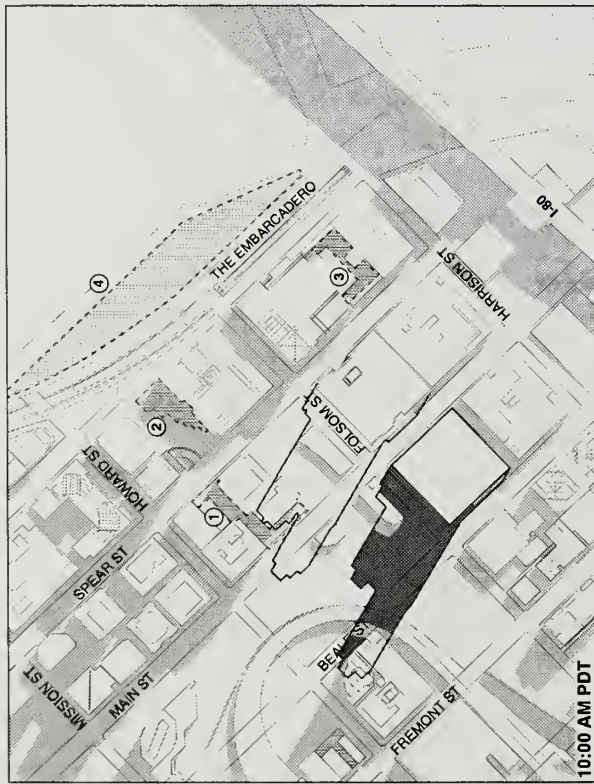 4
THE EMBARCADERO
I-80
3
HARRISON ST
2
HOWARD ST
FOLSOM ST
1
SPEAR ST
MISSION ST
MAIN ST
BEALE ST
FREMONT ST
10:00 AM PDT